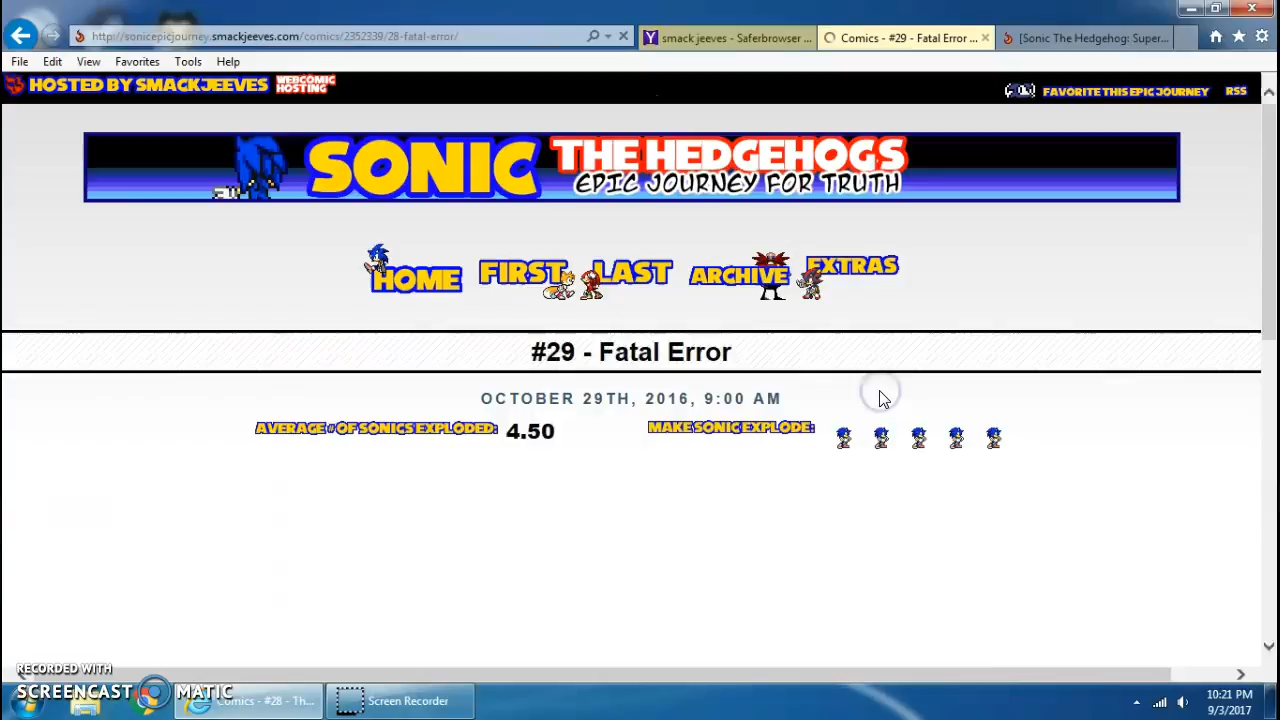 http://sonicepicjourney.smackjeeves.com/comics/2352339/28-fatal-error/
smack jeeves - Saferbrowser ...
Comics - #29 - Fatal Error ...
[Sonic The Hedgehog: Super...
File Edit View Favorites Tools Help
HOSTED BY SMACKJEEVES WEBCOMIC HOSTING
FAVORITE THIS EPIC JOURNEY RSS
SONIC THE HEDGEHOGS
EPIC JOURNEY FOR TRUTH
HOME FIRST LAST ARCHIVE EXTRAS
#29 - Fatal Error
OCTOBER 29TH, 2016, 9:00 AM
AVERAGE # OF SONICS EXPLODED: 4.50 MAKE SONIC EXPLODE:
RECORDED WITH
SCREENCAST MATIC
Comics - #28 - Th...
Screen Recorder
10:21 PM
9/3/2017